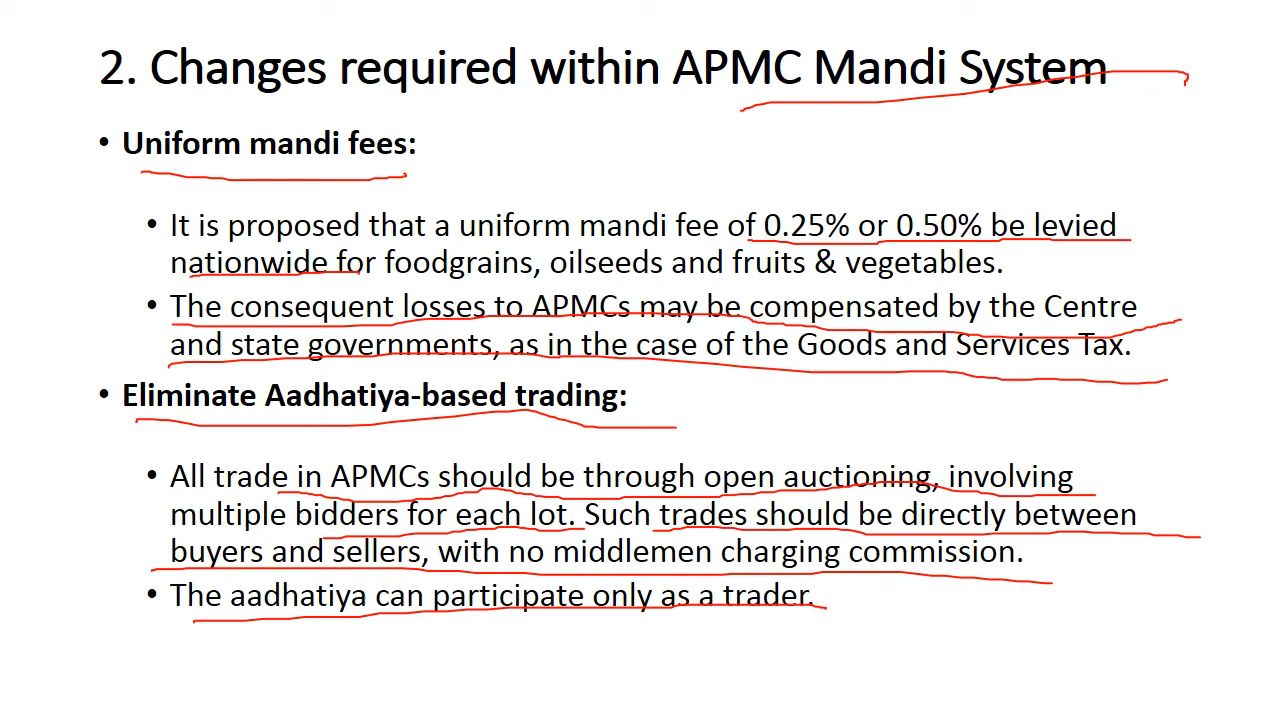 2. Changes required within APMC Mandi System
• Uniform mandi fees:
• It is proposed that a uniform mandi fee of 0.25% or 0.50% be levied
nationwide for foodgrains, oilseeds and fruits & vegetables.
• The consequent losses to APMCs may be compensated by the Centre
and state governments, as in the case of the Goods and Services Tax.
• Eliminate Aadhatiya-based trading:
• All trade in APMCs should be through open auctioning, involving
multiple bidders for each lot. Such trades should be directly between
buyers and sellers, with no middlemen charging commission.
• The aadhatiya can participate only as a trader.